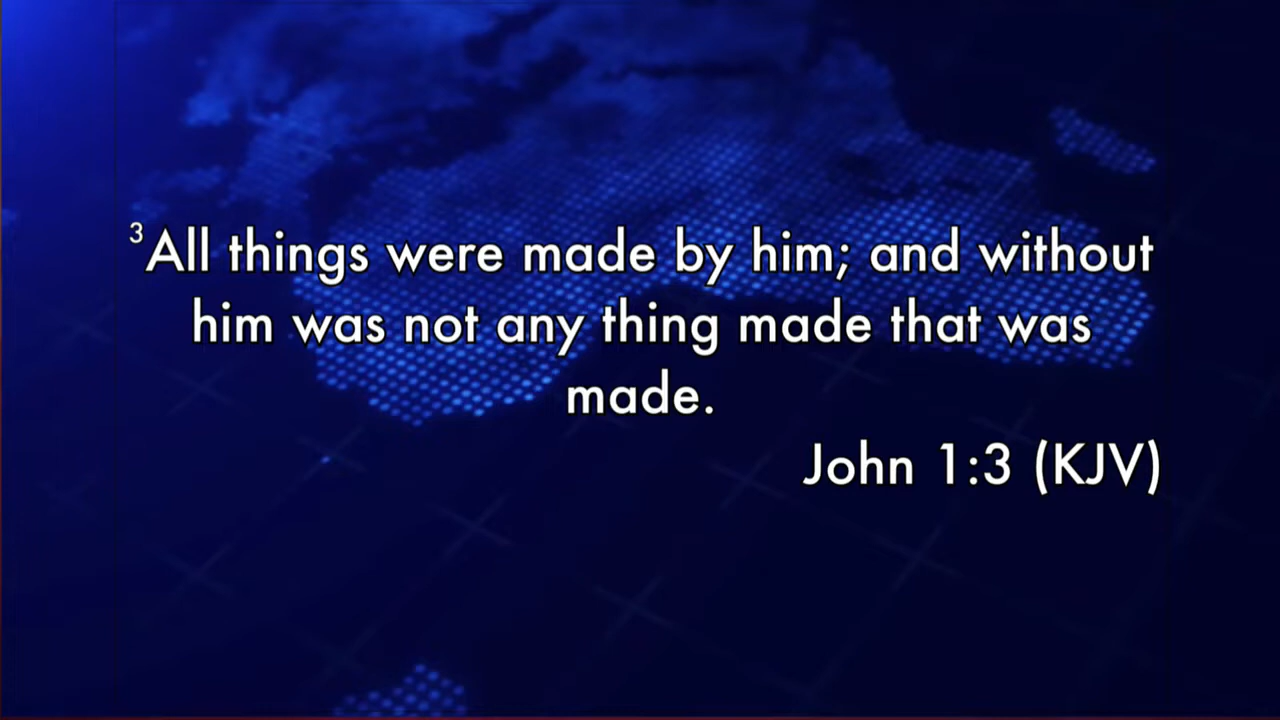 ³All things were made by him; and without
him was not any thing made that was
made.
John 1:3 (KJV)